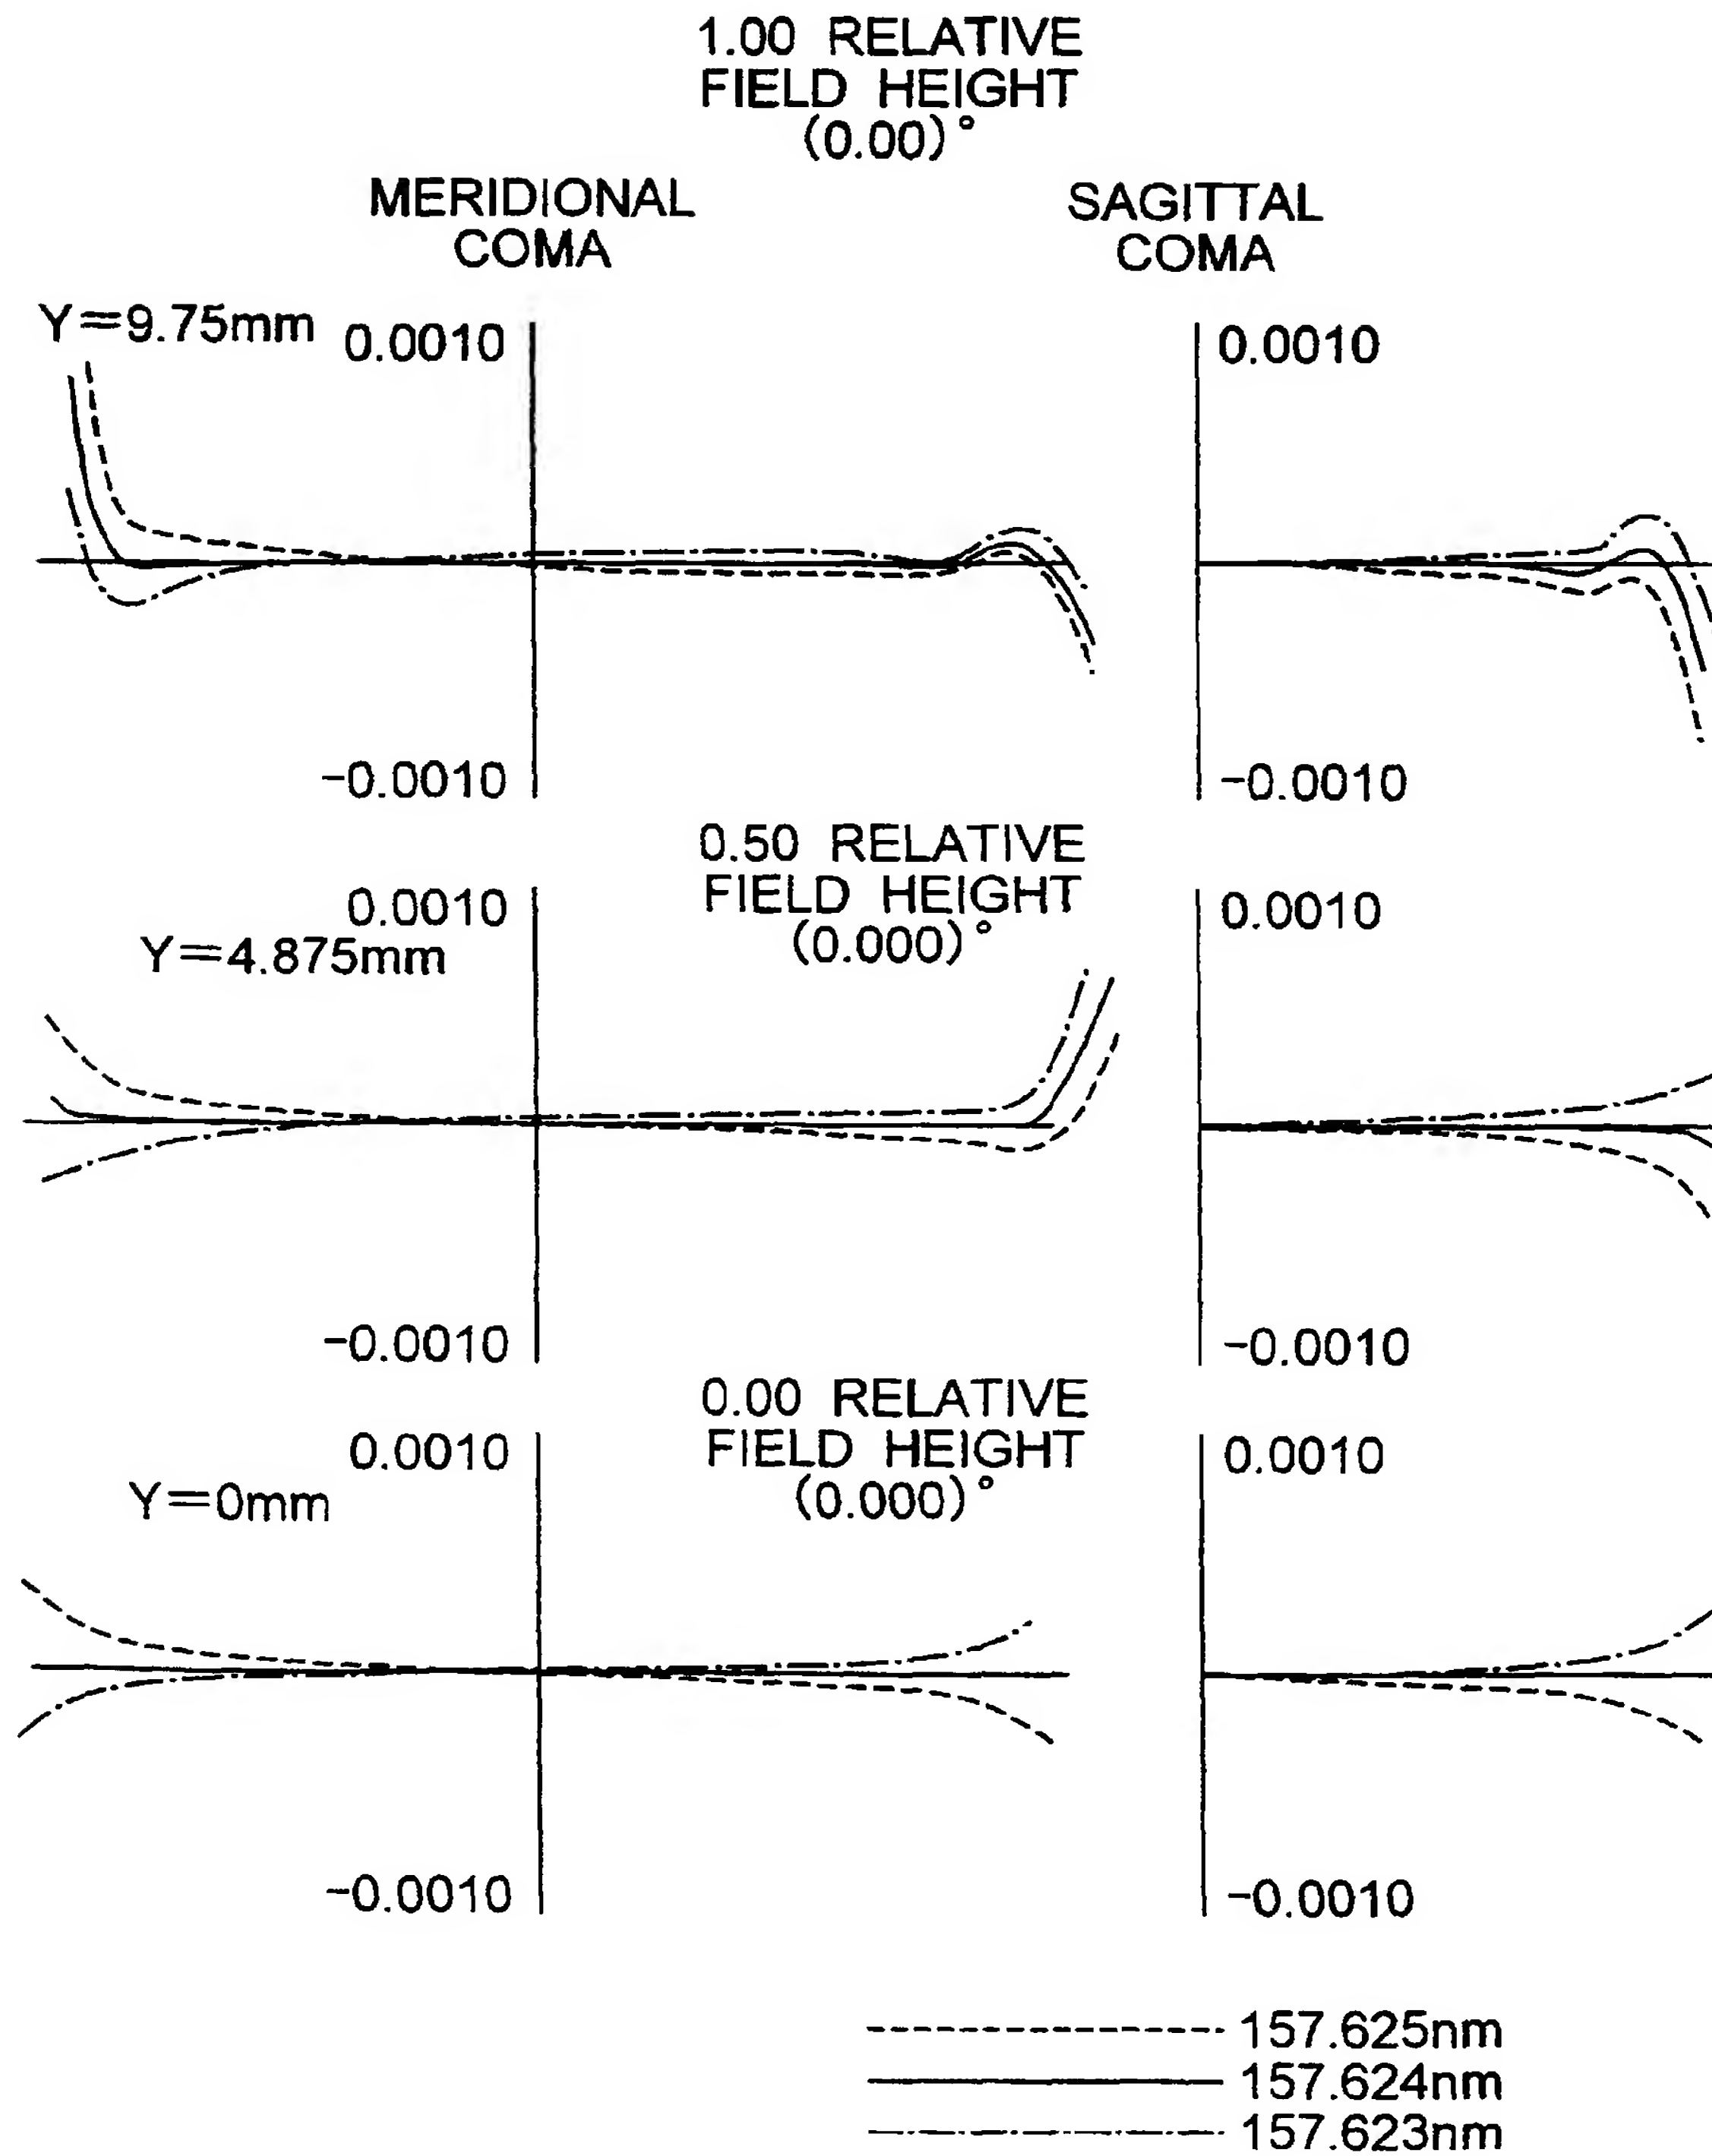 1.00 RELATIVE
FIELD HEIGHT
(0.00)°
MERIDIONAL
COMA
SAGITTAL
COMA
Y=9.75mm
0.0010
0.0010
-0.0010
-0.0010
0.50 RELATIVE
FIELD HEIGHT
(0.000)°
0.0010
0.0010
Y=4.875mm
-0.0010
-0.0010
0.00 RELATIVE
FIELD HEIGHT
(0.000)°
0.0010
0.0010
Y=0mm
-0.0010
-0.0010
157.625nm
157.624nm
157.623nm